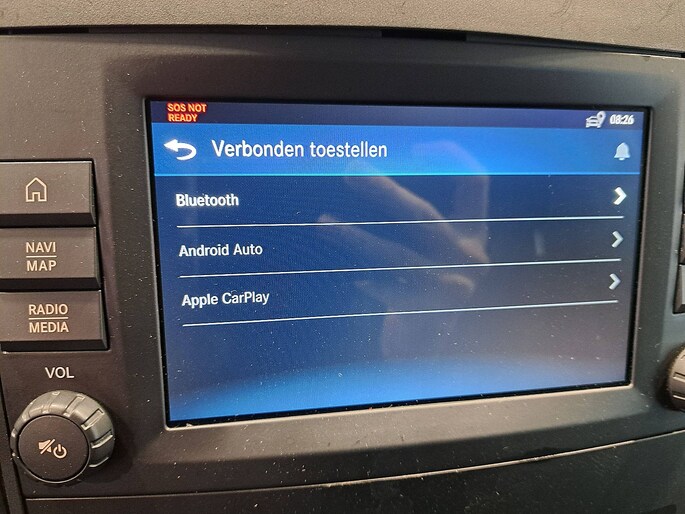 SOS NOT
READY
08:26
Verbonden toestellen
Bluetooth
Android Auto
Apple CarPlay
NAVI
MAP
RADIO
MEDIA
VOL